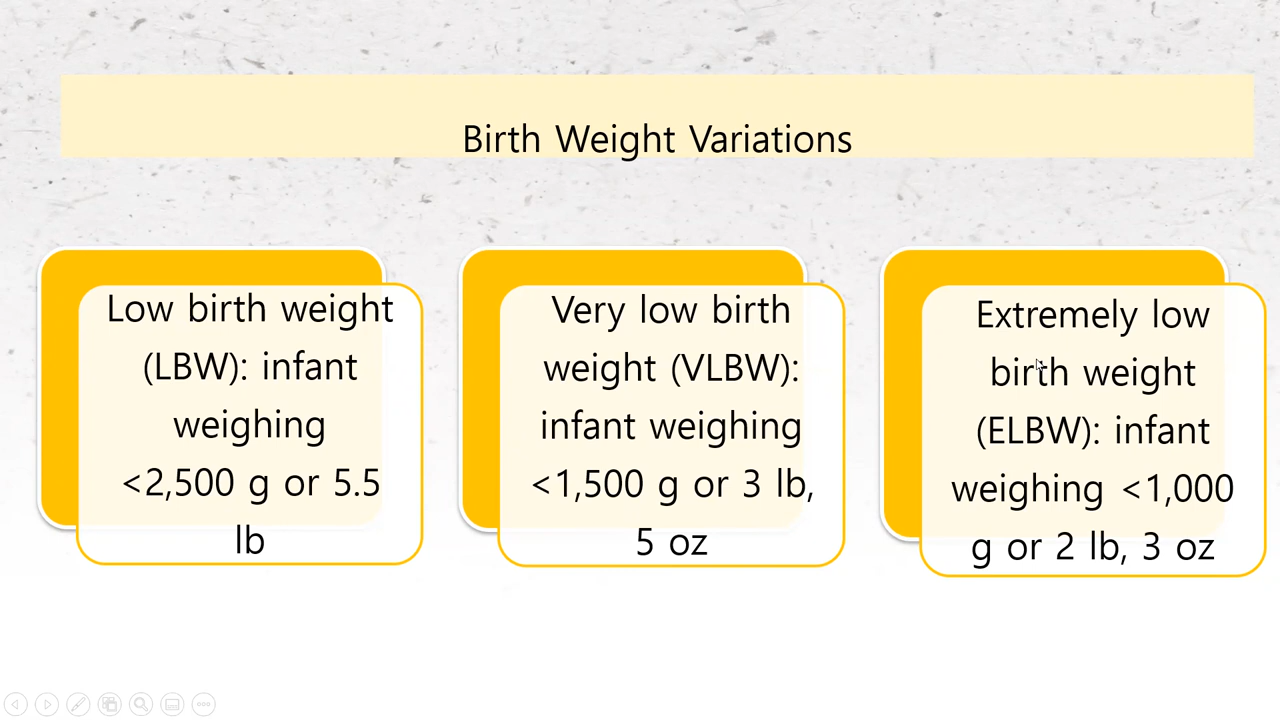 Birth Weight Variations
Low birth weight
(LBW): infant
weighing
<2,500 g or 5.5
lb
Very low birth
weight (VLBW):
infant weighing
<1,500 g or 3 lb,
5 oz
Extremely low
birth weight
(ELBW): infant
weighing <1,000
g or 2 lb, 3 oz